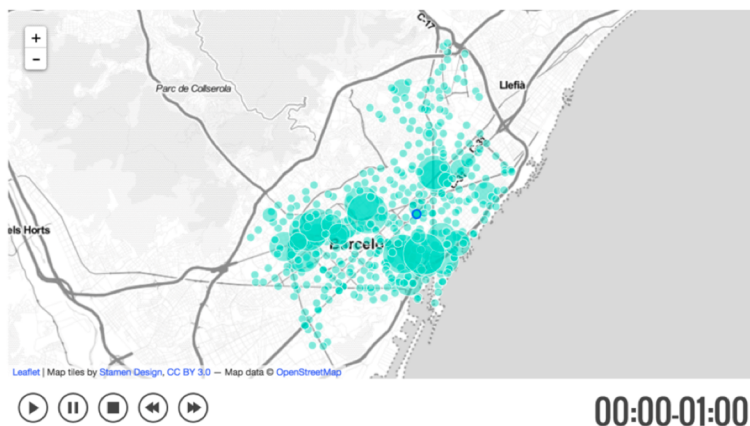 C-17
+
-
Parc de Collserola
Llefià
els Horts
Leaflet | Map tiles by Stamen Design, CC BY 3.0 — Map data © OpenStreetMap
00:00-01:00